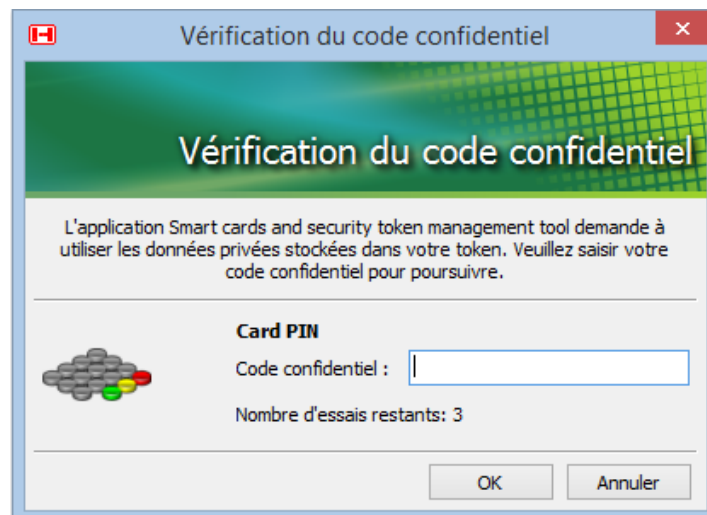 Vérification du code confidentiel
Vérification du code confidentiel
L'application Smart cards and security token management tool demande à
utiliser les données privées stockées dans votre token. Veuillez saisir votre
code confidentiel pour poursuivre.
Card PIN
Code confidentiel :
Nombre d'essais restants: 3
OK Annuler